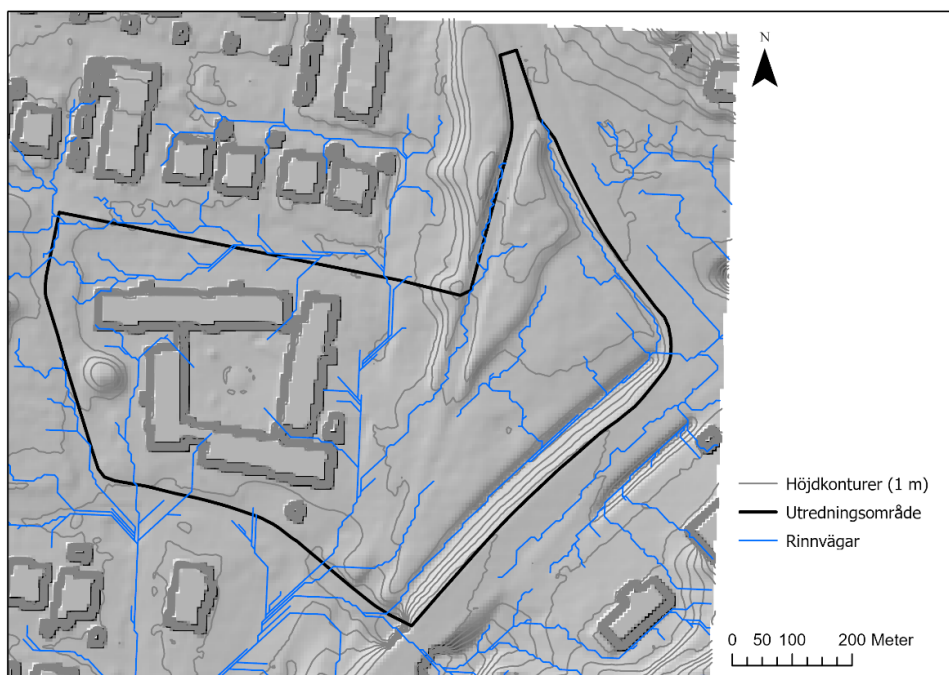 N
Höjdkonturer (1 m)
Utredningsområde
Rinnvägar
0 50 100 200 Meter